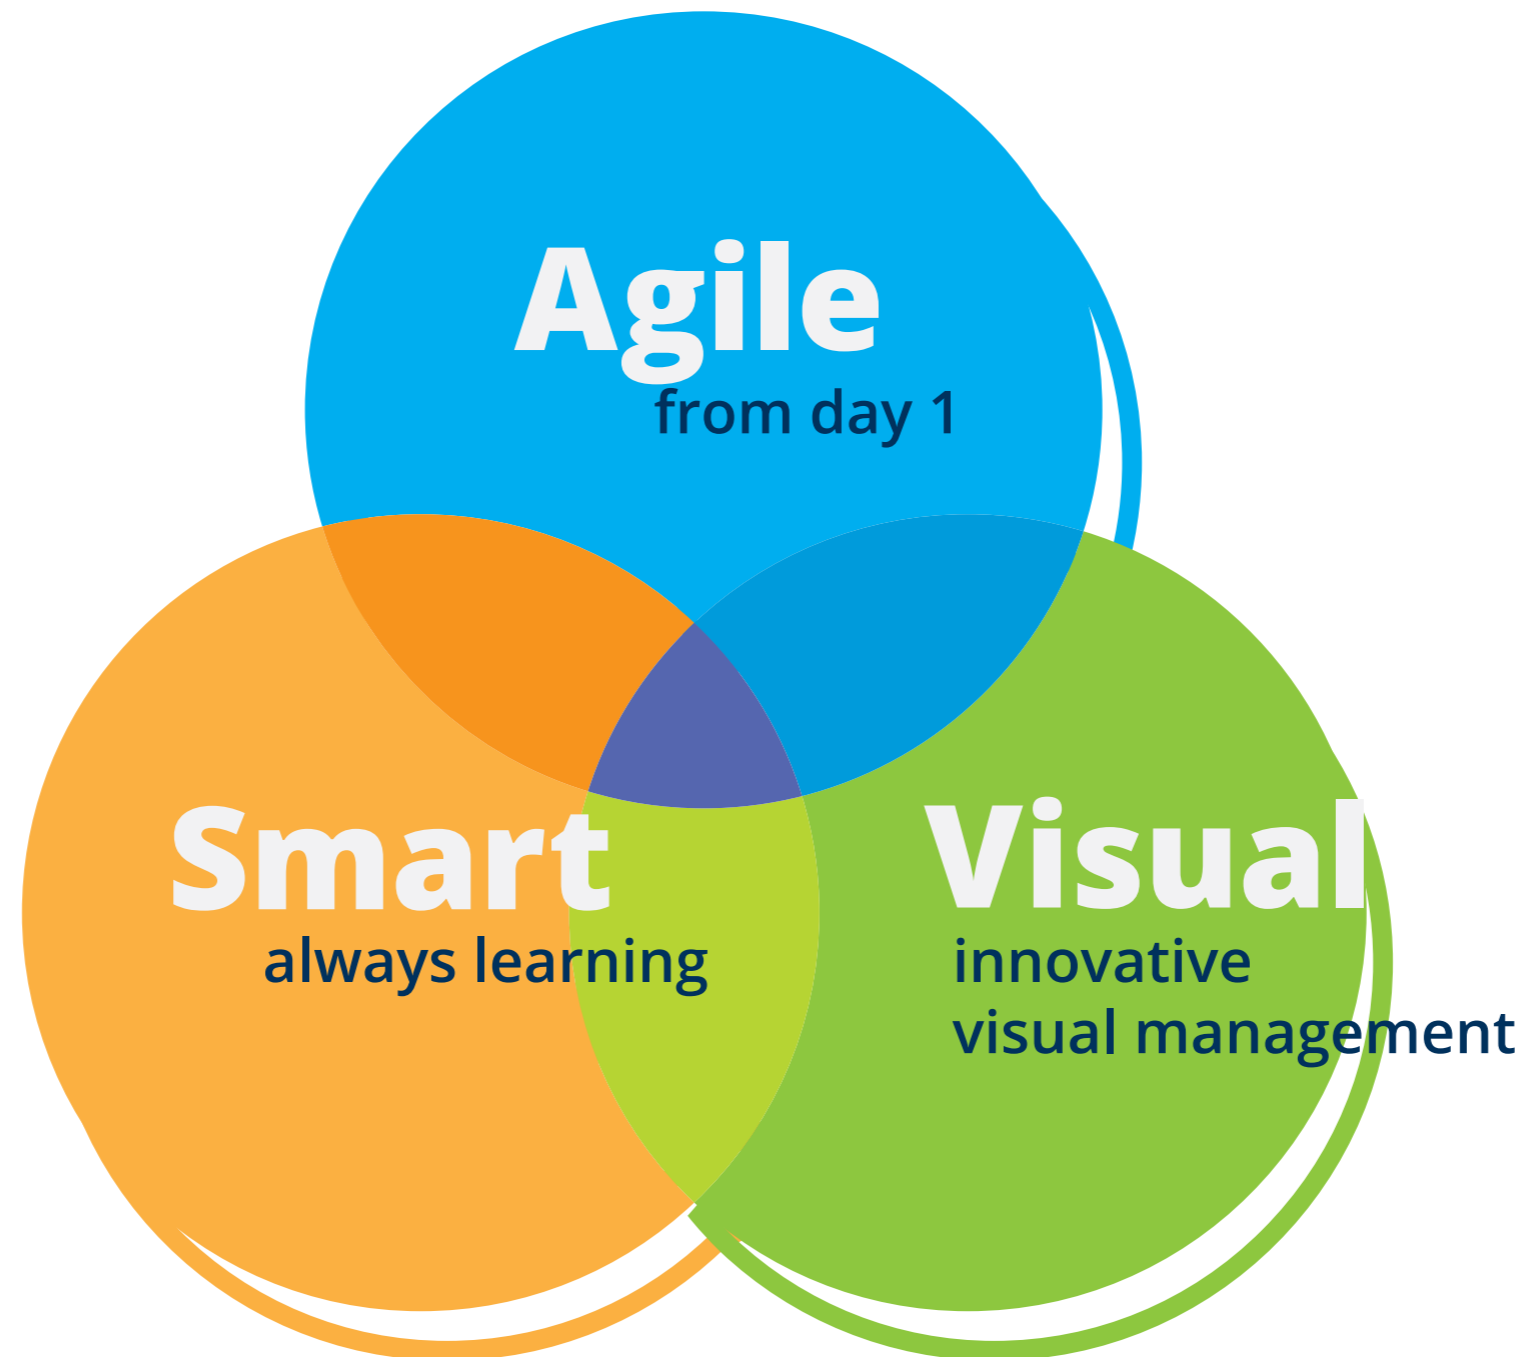 Agile
from day 1
Smart
always learning
Visual
innovative
visual management